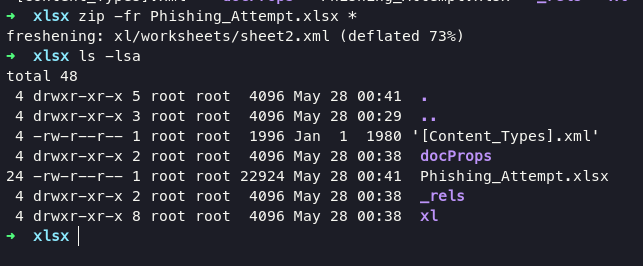 ➜  xlsx zip -fr Phishing_Attempt.xlsx *
freshening: xl/worksheets/sheet2.xml (deflated 73%)
➜  xlsx ls -lsa
total 48
 4 drwxr-xr-x 5 root root  4096 May 28 00:41  .
 4 drwxr-xr-x 3 root root  4096 May 28 00:29  ..
 4 -rw-r--r-- 1 root root  1996 Jan  1  1980 '[Content_Types].xml'
 4 drwxr-xr-x 2 root root  4096 May 28 00:38  docProps
24 -rw-r--r-- 1 root root 22924 May 28 00:41  Phishing_Attempt.xlsx
 4 drwxr-xr-x 2 root root  4096 May 28 00:38  _rels
 4 drwxr-xr-x 8 root root  4096 May 28 00:38  xl
➜  xlsx